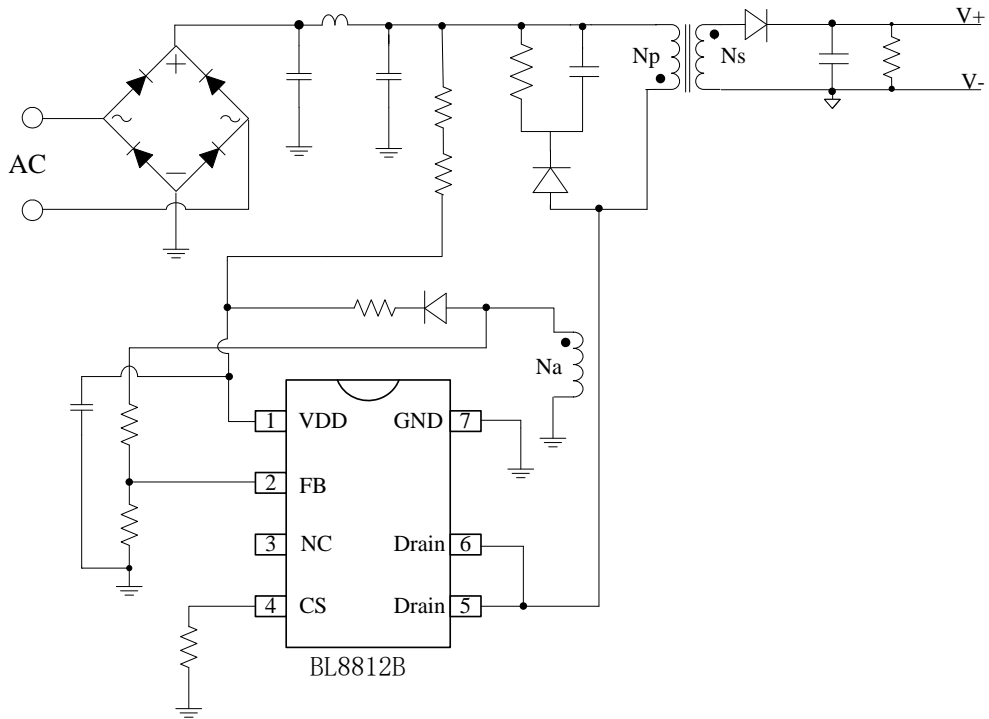 V+
Np
Ns
V-
AC
Na
1 VDD GND 7
2 FB
3 NC Drain 6
4 CS Drain 5
BL8812B